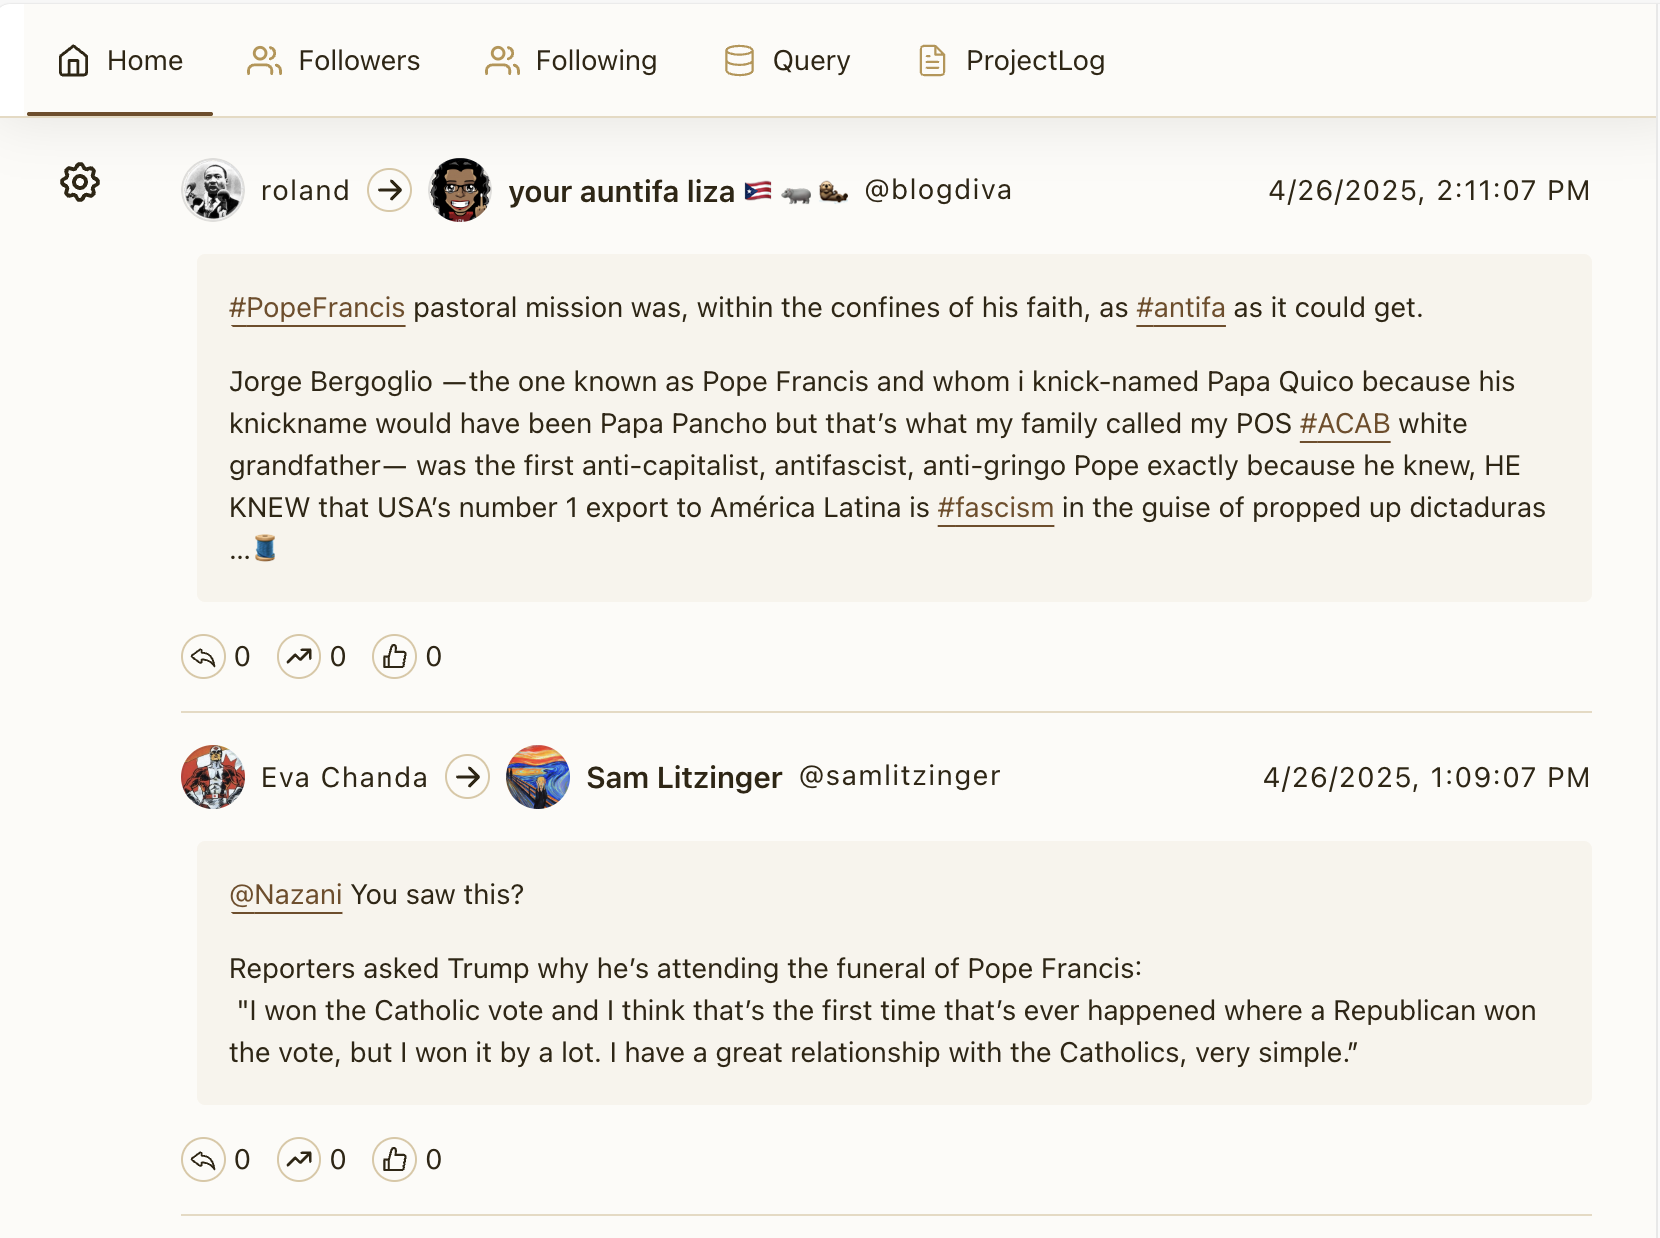 Home Followers Following Query ProjectLog
roland your auntifa liza 🇵🇷 🦛 🦦 @blogdiva 4/26/2025, 2:11:07 PM
#PopeFrancis pastoral mission was, within the confines of his faith, as #antifa as it could get.
Jorge Bergoglio —the one known as Pope Francis and whom i knick-named Papa Quico because his
knickname would have been Papa Pancho but that’s what my family called my POS #ACAB white
grandfather— was the first anti-capitalist, antifascist, anti-gringo Pope exactly because he knew, HE
KNEW that USA’s number 1 export to América Latina is #fascism in the guise of propped up dictaduras
…🧵
0 0 0
Eva Chanda Sam Litzinger @samlitzinger 4/26/2025, 1:09:07 PM
@Nazani You saw this?
Reporters asked Trump why he’s attending the funeral of Pope Francis:
"I won the Catholic vote and I think that’s the first time that’s ever happened where a Republican won
the vote, but I won it by a lot. I have a great relationship with the Catholics, very simple.”
0 0 0